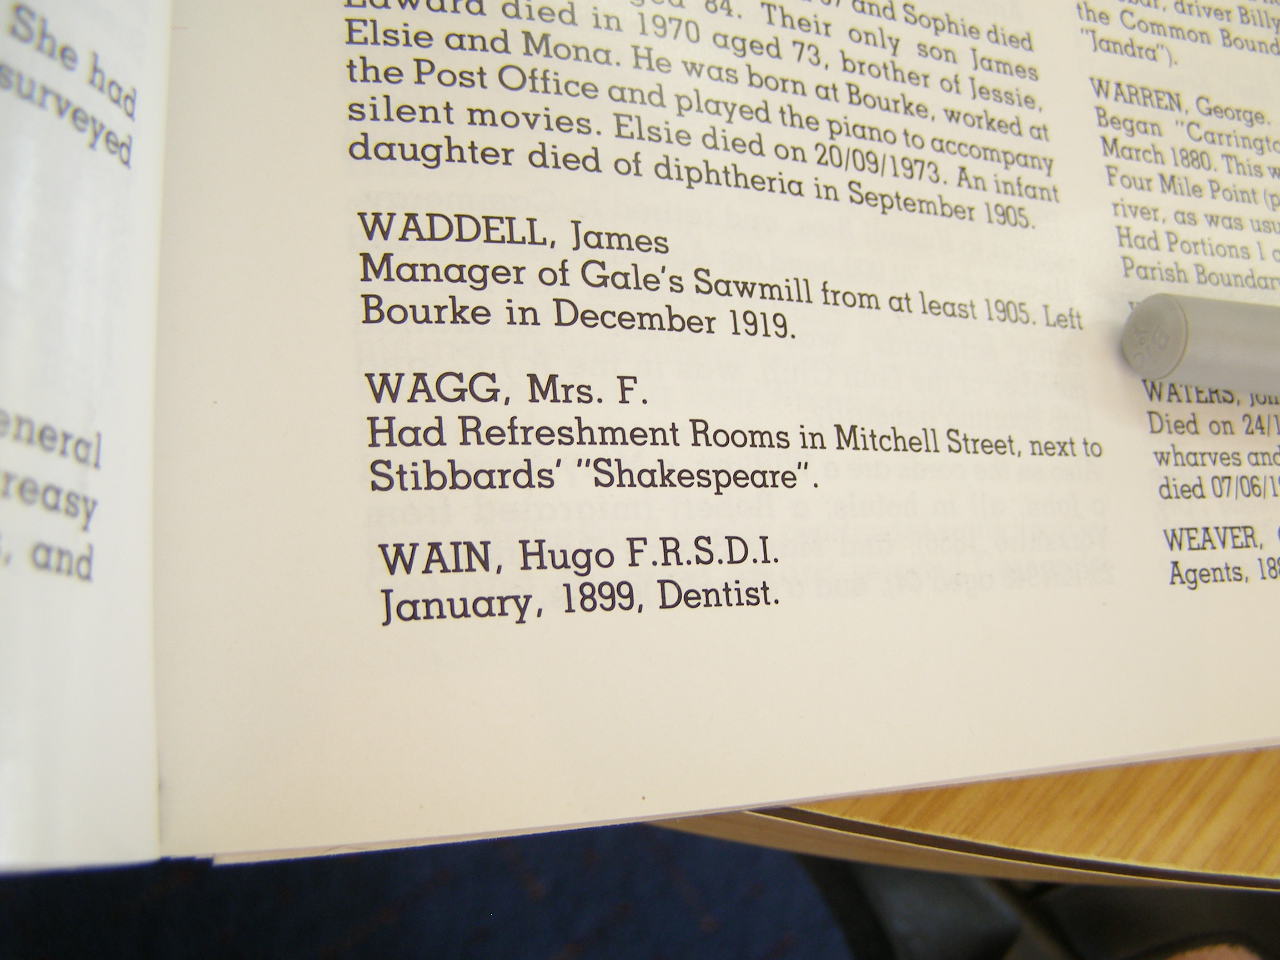 She had
surveyed
eneral
reasy
, and
84. Their only son James
and Sophie died
Edward died in 1970 aged 73, brother of Jessie,
Elsie and Mona. He was born at Bourke, worked at
the Post Office and played the piano to accompany
silent movies. Elsie died on 20/09/1973. An infant
daughter died of diphtheria in September 1905.
WADDELL, James
Manager of Gale's Sawmill from at least 1905. Left
Bourke in December 1919.
WAGG, Mrs. F.
Had Refreshment Rooms in Mitchell Street, next to
Stibbards' "Shakespeare".
WAIN, Hugo F.R.S.D.I.
January, 1899, Dentist.
driver Billy
the Common Bound
"Jandra").
WARREN, George.
Began "Carringto
March 1880. This w
Four Mile Point (p
river, as was usu
Had Portions 1 a
Parish Boundar
WATERS,
Died on 24/1
wharves and
died 07/06/1
WEAVER,
Agents, 18